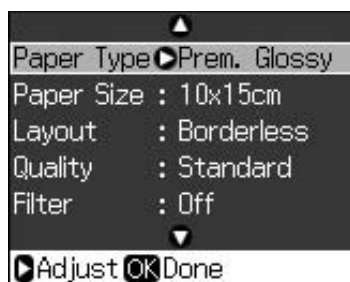 Paper Type Prem. Glossy
Paper Size : 10x15cm
Layout : Borderless
Quality : Standard
Filter : Off
Adjust OK Done